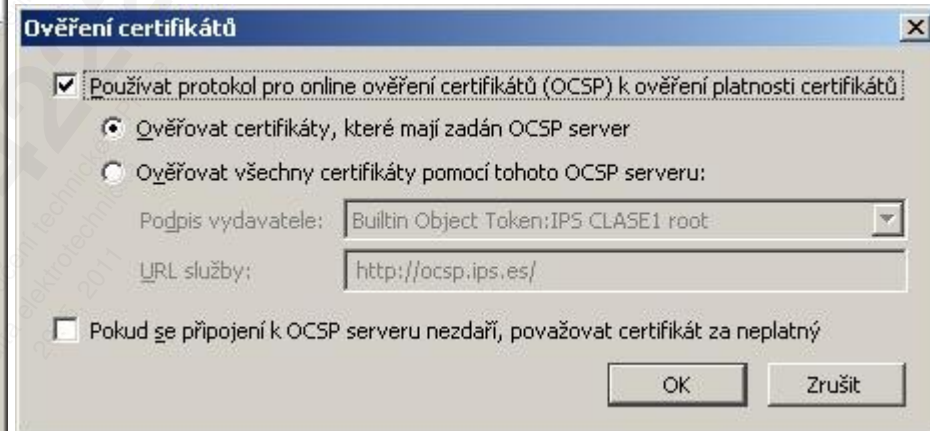 Ověření certifikátů
Používat protokol pro online ověření certifikátů (OCSP) k ověření platnosti certifikátů
Ověřovat certifikáty, které mají zadán OCSP server
Ověřovat všechny certifikáty pomocí tohoto OCSP serveru:
Podpis vydavatele: Builtin Object Token:IPS CLASE1 root
URL služby: http://ocsp.ips.es/
Pokud se připojení k OCSP serveru nezdaří, považovat certifikát za neplatný
OK Zrušit